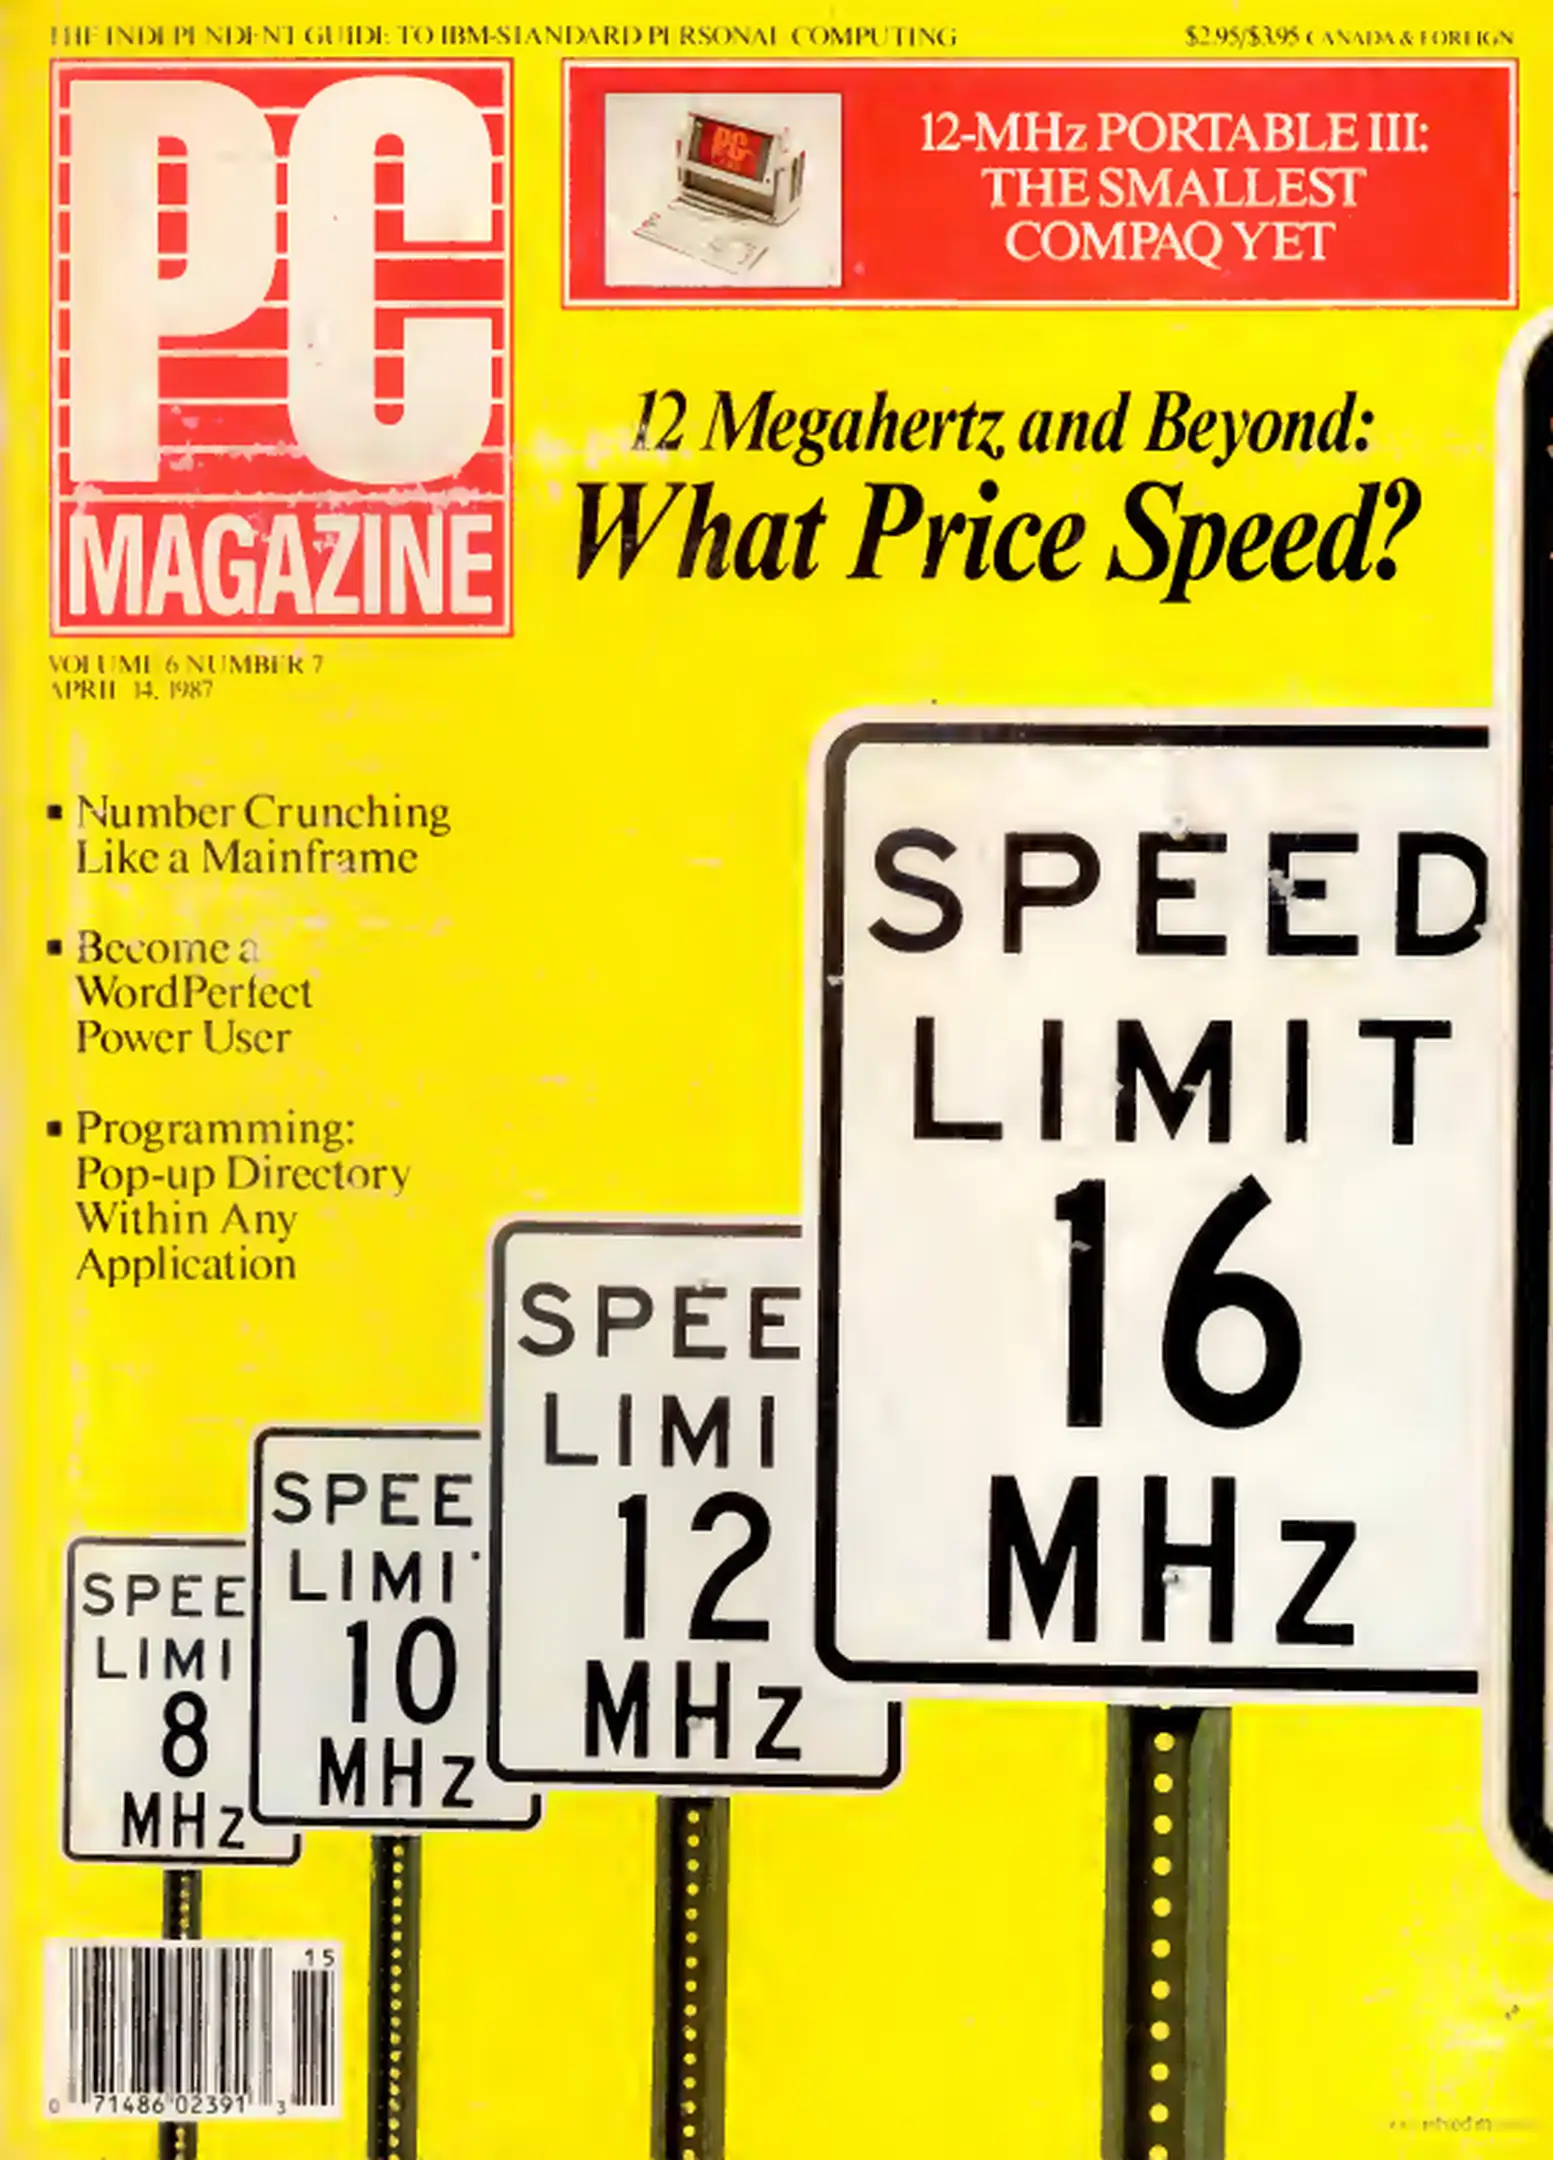 THE INDEPENDENT GUIDE TO IBM-STANDARD PERSONAL COMPUTING
$2.95/$3.95 CANADA & FOREIGN
PC
MAGAZINE
12-MHz PORTABLE III:
THE SMALLEST
COMPAQ YET
PC
12 Megahertz and Beyond:
What Price Speed?
VOLUME 6 NUMBER 7
APRIL 14, 1987
▪ Number Crunching
Like a Mainframe
▪ Become a
WordPerfect
Power User
▪ Programming:
Pop-up Directory
Within Any
Application
SPEED
LIMIT
16
MHz
SPEE
LIMI
12
MHz
SPEE
LIMI
10
MHz
SPEE
LIMI
8
MHz
15
0 71486 02391 3